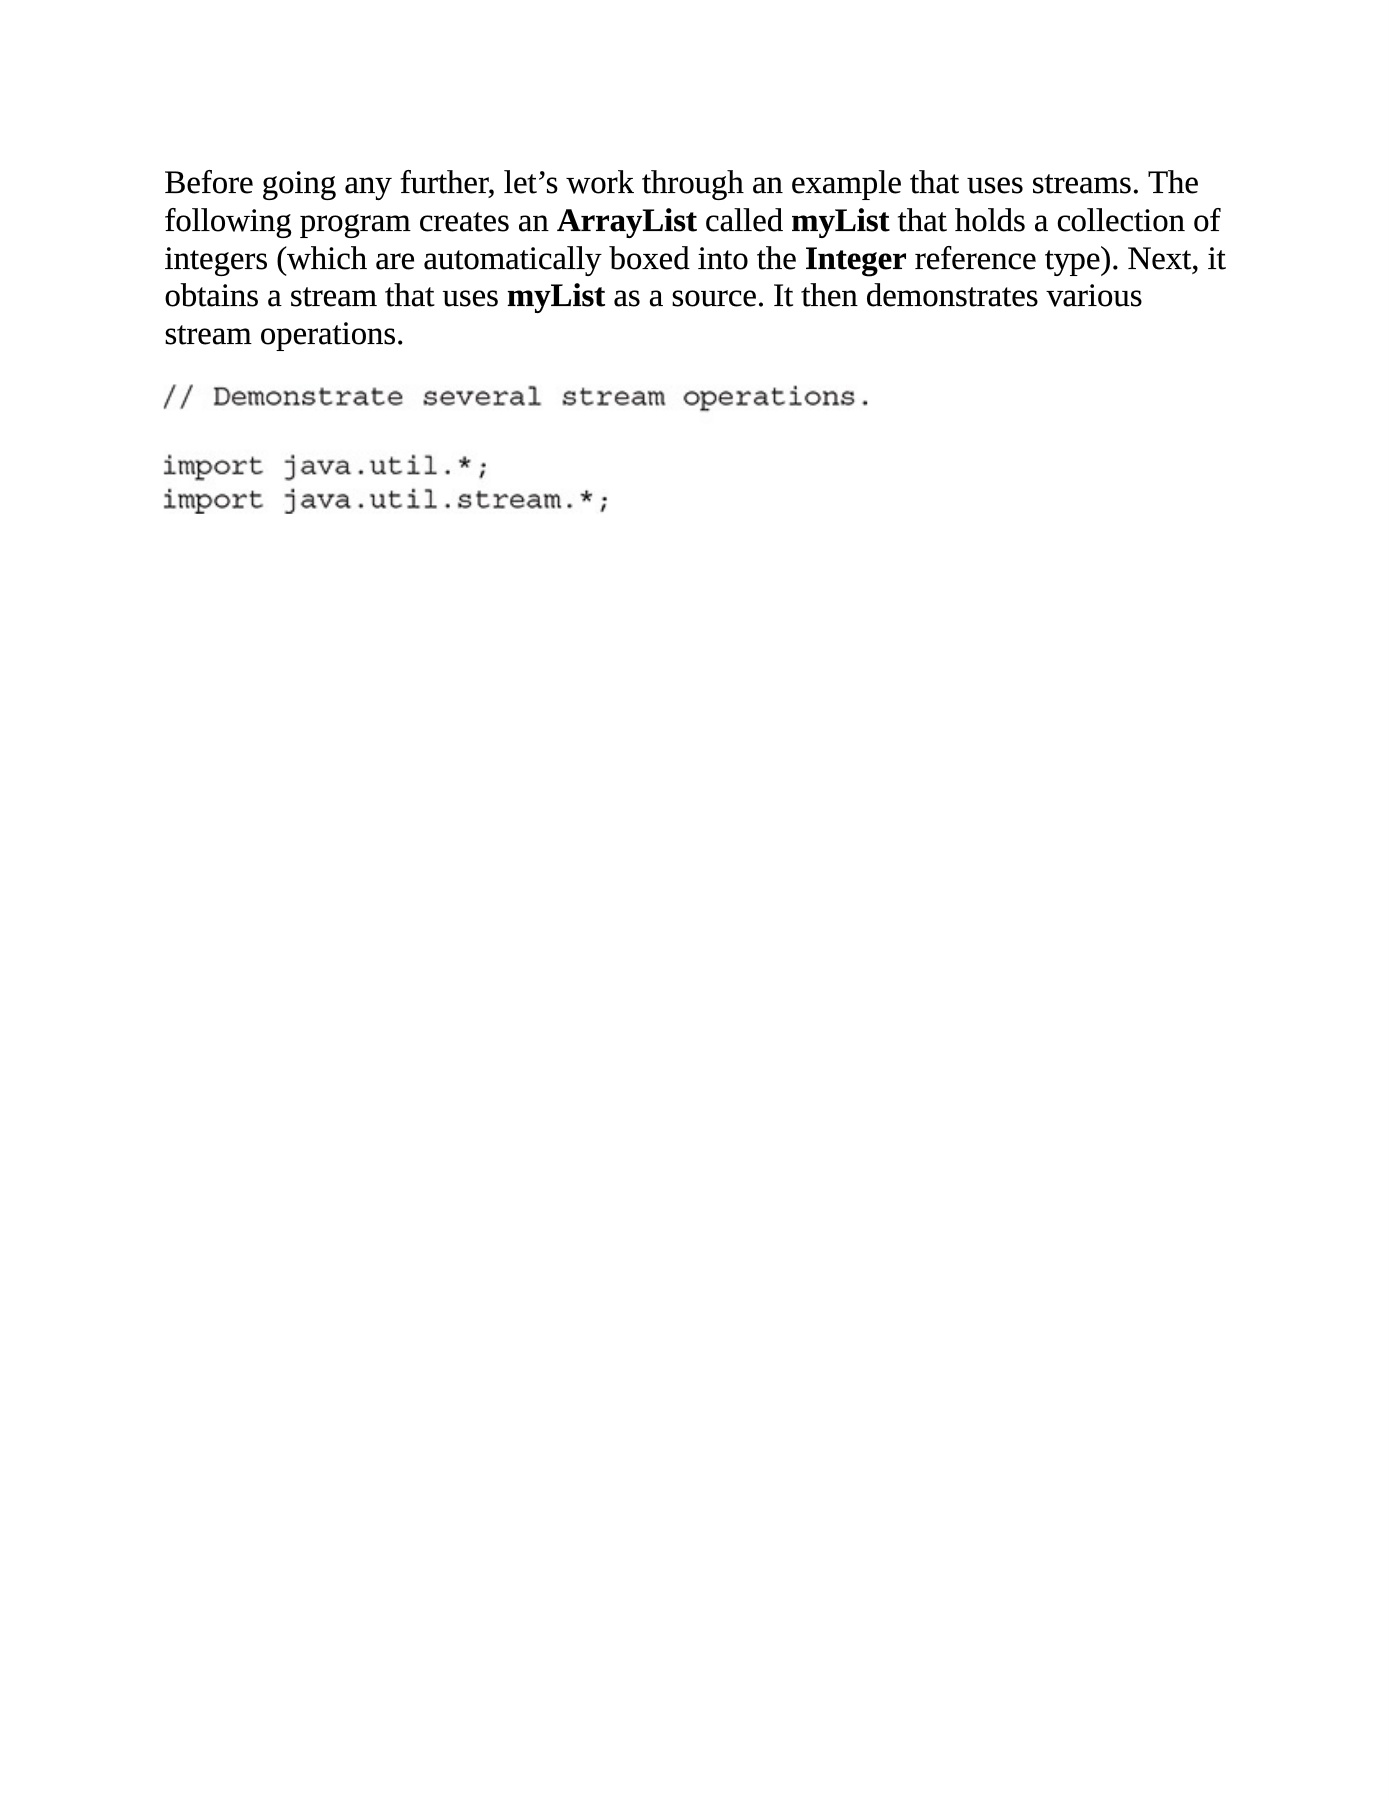 Before going any further, let’s work through an example that uses streams. The
following program creates an ArrayList called myList that holds a collection of
integers (which are automatically boxed into the Integer reference type). Next, it
obtains a stream that uses myList as a source. It then demonstrates various
stream operations.
// Demonstrate several stream operations.
import java.util.*;
import java.util.stream.*;